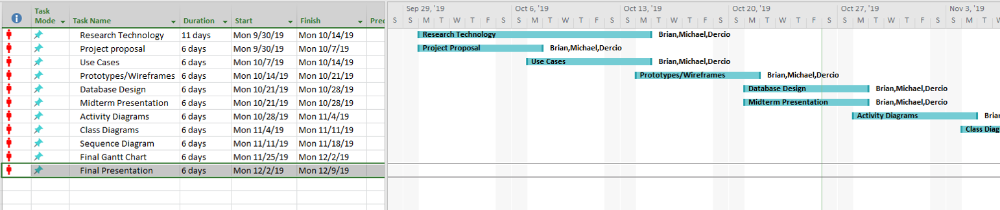 Task Mode Task Name Duration Start Finish Pred
Sep 29, '19 Oct 6, '19 Oct 13, '19 Oct 20, '19 Oct 27, '19 Nov 3, '19
S S M T W T F S S M T W T F S S M T W T F S S M T W T F S S M T W T F S S M T W
Research Technology 11 days Mon 9/30/19 Mon 10/14/19 Research Technology Brian,Michael,Dercio
Project proposal 6 days Mon 9/30/19 Mon 10/7/19 Project Proposal Brian,Michael,Dercio
Use Cases 6 days Mon 10/7/19 Mon 10/14/19 Use Cases Brian,Michael,Dercio
Prototypes/Wireframes 6 days Mon 10/14/19 Mon 10/21/19 Prototypes/Wireframes Brian,Michael,Dercio
Database Design 6 days Mon 10/21/19 Mon 10/28/19 Database Design Brian,Michael,Dercio
Midterm Presentation 6 days Mon 10/21/19 Mon 10/28/19 Midterm Presentation Brian,Michael,Dercio
Activity Diagrams 6 days Mon 10/28/19 Mon 11/4/19 Activity Diagrams Brian
Class Diagrams 6 days Mon 11/4/19 Mon 11/11/19 Class Diag
Sequence Diagram 6 days Mon 11/11/19 Mon 11/18/19
Final Gantt Chart 6 days Mon 11/25/19 Mon 12/2/19
Final Presentation 6 days Mon 12/2/19 Mon 12/9/19